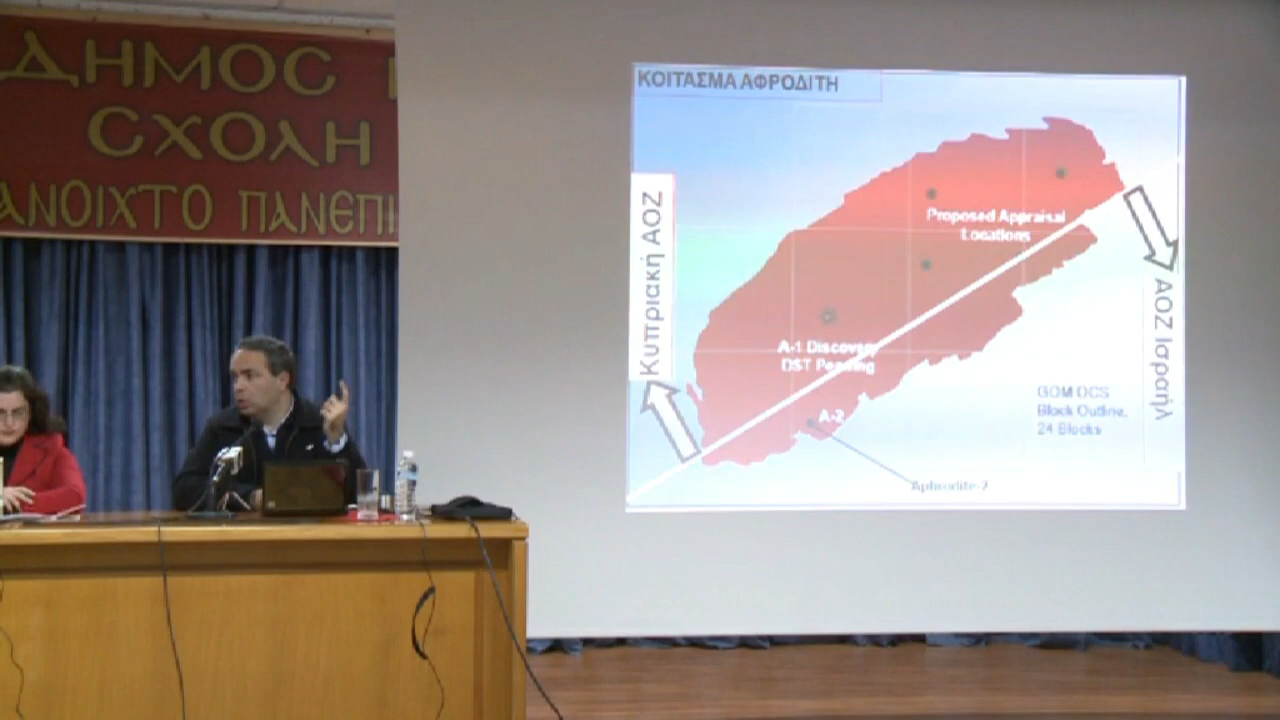 ΔΗΜΟΣ
ΣΧΟΛΗ
ΑΝΟΙΧΤΟ ΠΑΝΕΠΙ
ΚΟΙΤΑΣΜΑ ΑΦΡΟΔΙΤΗ
Κυπριακή ΑΟΖ
Proposed Appraisal
Locations
A-1 Discovery
DST Pending
A-2
Aphrodite-2
GOM OCS
Block Outline,
24 Blocks
ΑΟΖ Ισραήλ